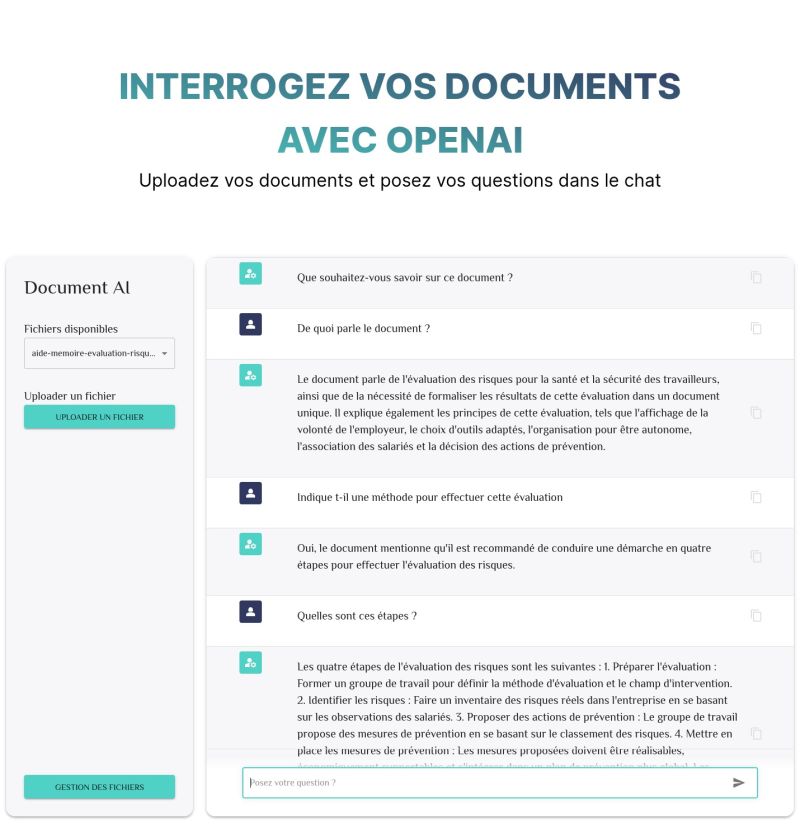 INTERROGEZ VOS DOCUMENTS
AVEC OPENAI
Uploadez vos documents et posez vos questions dans le chat
Document AI
Fichiers disponibles
aide-memoire-evaluation-risqu...
Uploader un fichier
UPLOADER UN FICHIER
GESTION DES FICHIERS
Que souhaitez-vous savoir sur ce document ?
De quoi parle le document ?
Le document parle de l'évaluation des risques pour la santé et la sécurité des travailleurs,
ainsi que de la nécessité de formaliser les résultats de cette évaluation dans un document
unique. Il explique également les principes de cette évaluation, tels que l'affichage de la
volonté de l'employeur, le choix d'outils adaptés, l'organisation pour être autonome,
l'association des salariés et la décision des actions de prévention.
Indique t-il une méthode pour effectuer cette évaluation
Oui, le document mentionne qu'il est recommandé de conduire une démarche en quatre
étapes pour effectuer l'évaluation des risques.
Quelles sont ces étapes ?
Les quatre étapes de l'évaluation des risques sont les suivantes : 1. Préparer l'évaluation :
Former un groupe de travail pour définir la méthode d'évaluation et le champ d'intervention.
2. Identifier les risques : Faire un inventaire des risques réels dans l'entreprise en se basant
sur les observations des salariés. 3. Proposer des actions de prévention : Le groupe de travail
propose des mesures de prévention en se basant sur le classement des risques. 4. Mettre en
place les mesures de prévention : Les mesures proposées doivent être réalisables,
Posez votre question ?